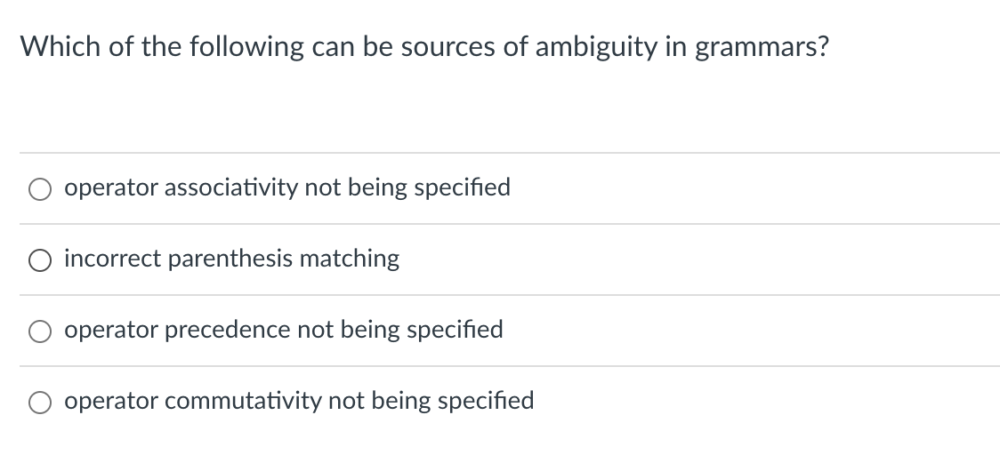 Which of the following can be sources of ambiguity in grammars?
operator associativity not being specified
incorrect parenthesis matching
operator precedence not being specified
operator commutativity not being specified